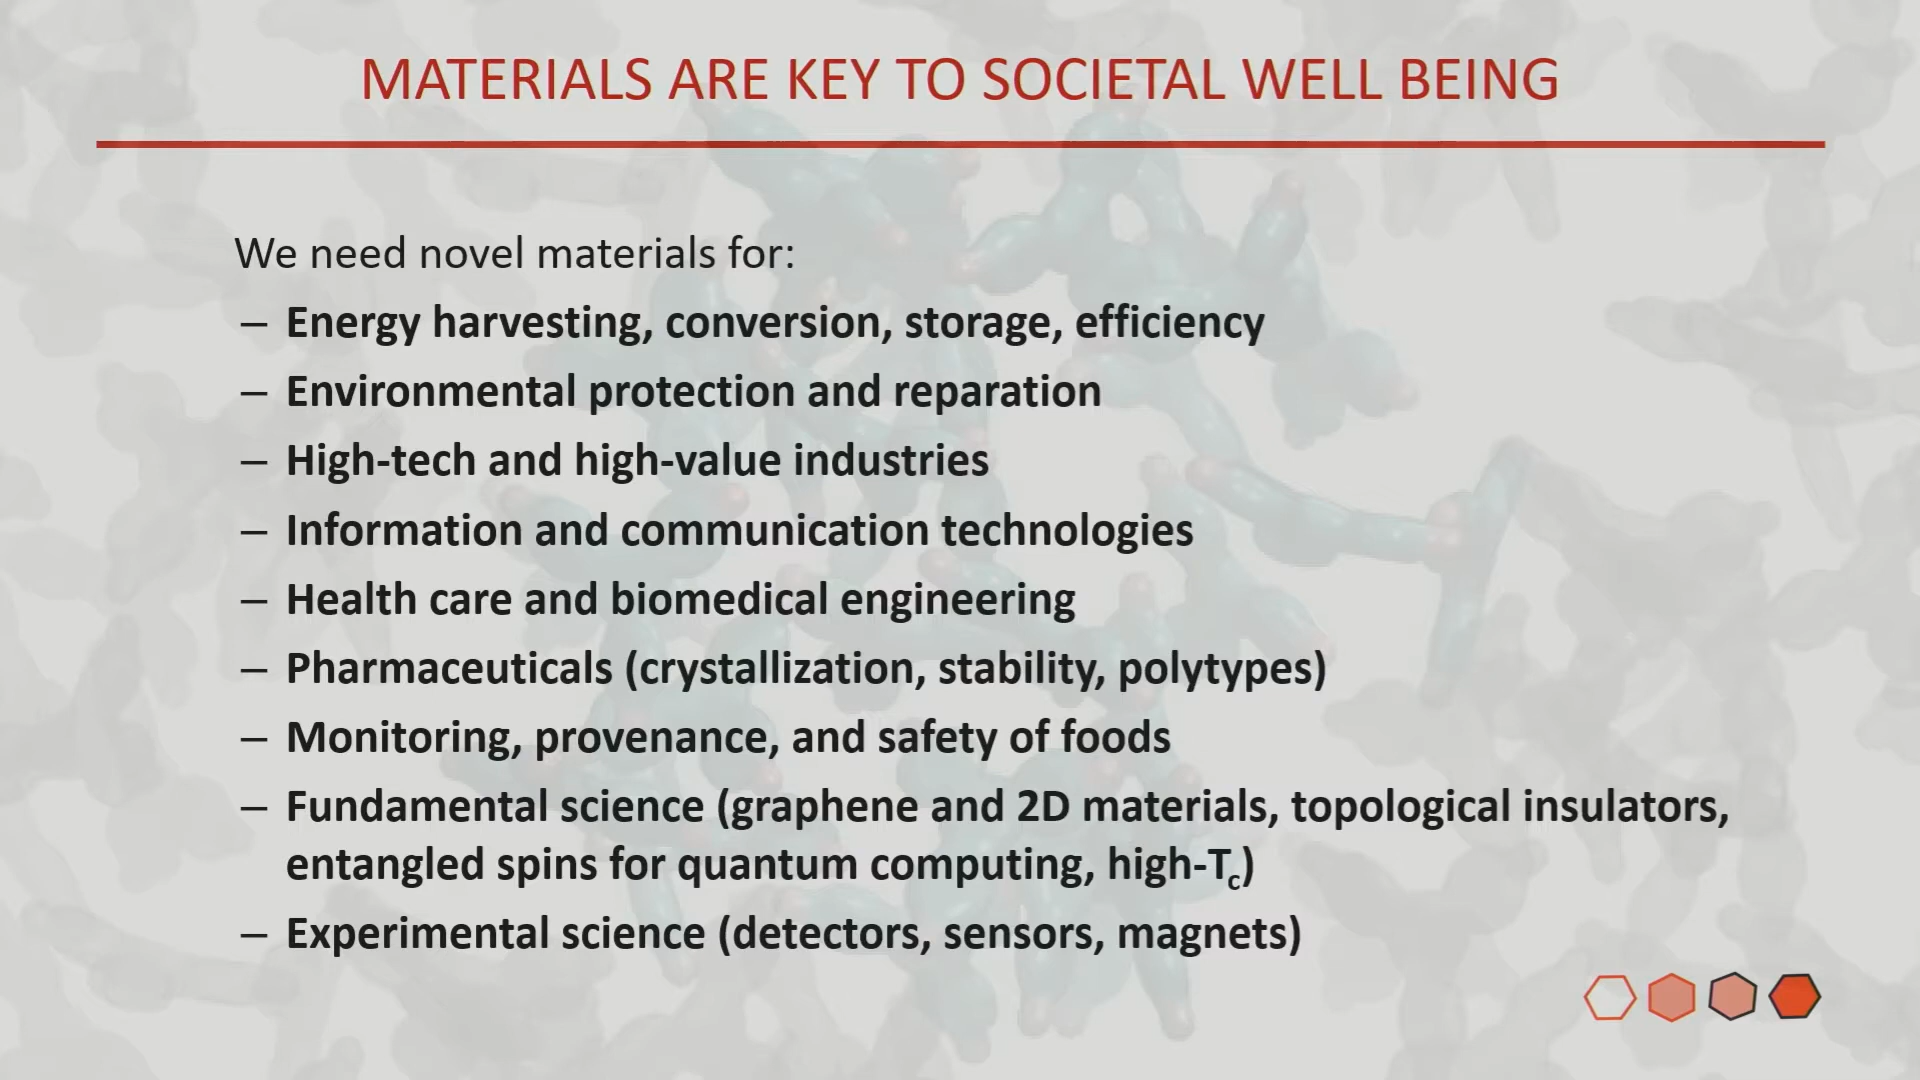 MATERIALS ARE KEY TO SOCIETAL WELL BEING
We need novel materials for:
– Energy harvesting, conversion, storage, efficiency
– Environmental protection and reparation
– High-tech and high-value industries
– Information and communication technologies
– Health care and biomedical engineering
– Pharmaceuticals (crystallization, stability, polytypes)
– Monitoring, provenance, and safety of foods
– Fundamental science (graphene and 2D materials, topological insulators,
entangled spins for quantum computing, high-Tc)
– Experimental science (detectors, sensors, magnets)